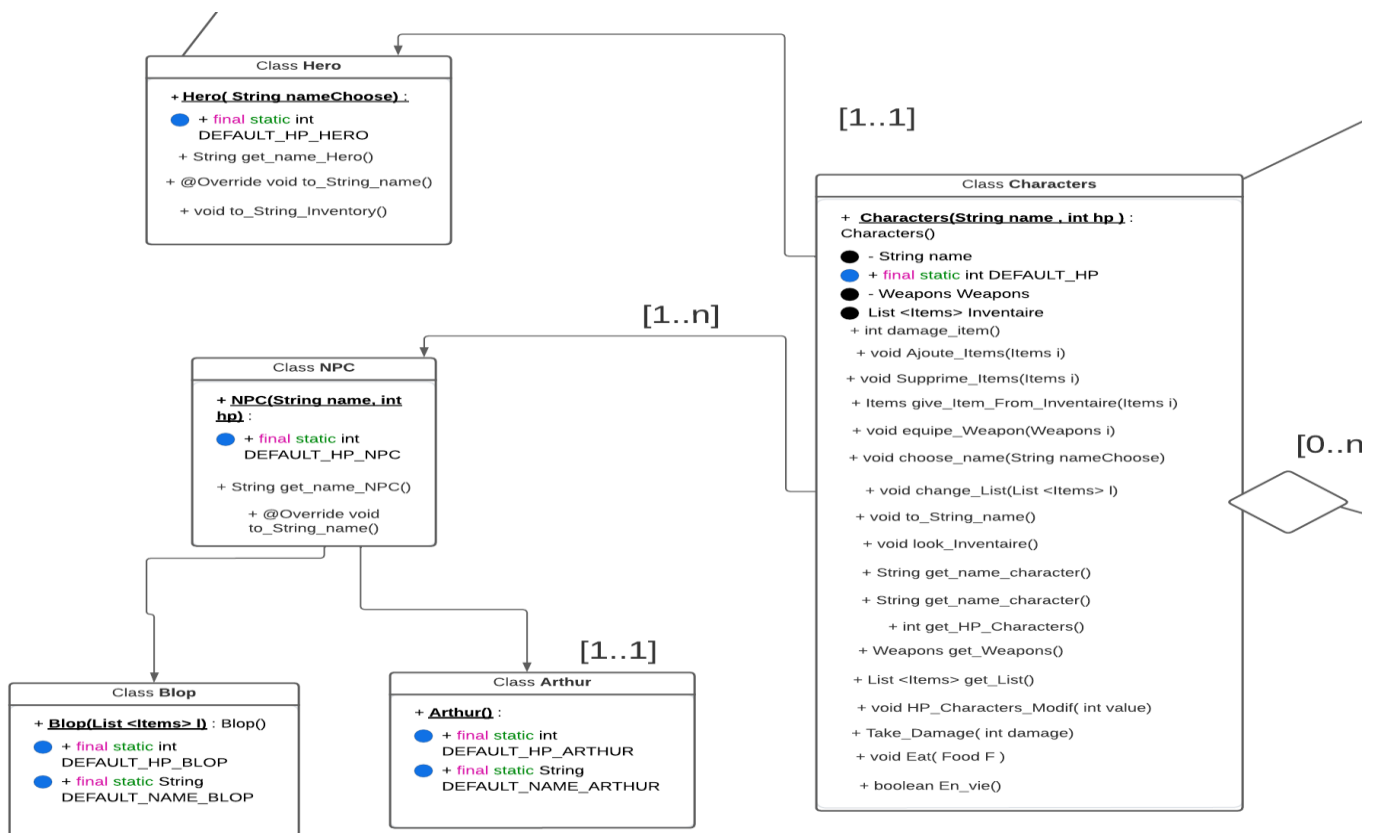 Class Hero
+ Hero( String nameChoose) :
+ final static int
DEFAULT_HP_HERO
+ String get_name_Hero()
+ @Override void to_String_name()
+ void to_String_Inventory()
[1..1]
Class Characters
+ Characters(String name , int hp ) :
Characters()
- String name
+ final static int DEFAULT_HP
- Weapons Weapons
List <Items> Inventaire
+ int damage_item()
+ void Ajoute_Items(Items i)
+ void Supprime_Items(Items i)
+ Items give_Item_From_Inventaire(Items i)
+ void equipe_Weapon(Weapons i)
+ void choose_name(String nameChoose)
+ void change_List(List <Items> l)
+ void to_String_name()
+ void look_Inventaire()
+ String get_name_character()
+ String get_name_character()
+ int get_HP_Characters()
+ Weapons get_Weapons()
+ List <Items> get_List()
+ void HP_Characters_Modif( int value)
+ Take_Damage( int damage)
+ void Eat( Food F )
+ boolean En_vie()
[0..n
[1..n]
Class NPC
+ NPC(String name, int
hp) :
+ final static int
DEFAULT_HP_NPC
+ String get_name_NPC()
+ @Override void
to_String_name()
Class Blop
+ Blop(List <Items> l) : Blop()
+ final static int
DEFAULT_HP_BLOP
+ final static String
DEFAULT_NAME_BLOP
[1..1]
Class Arthur
+ Arthur() :
+ final static int
DEFAULT_HP_ARTHUR
+ final static String
DEFAULT_NAME_ARTHUR